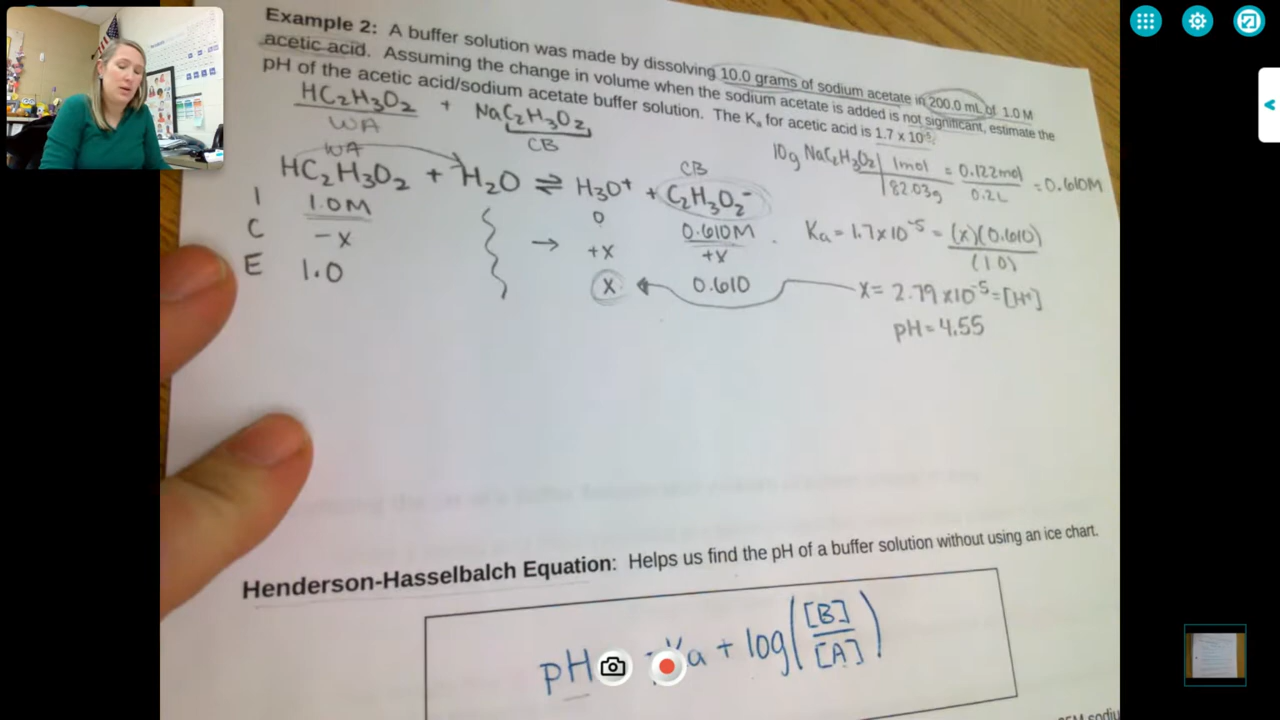 Example 2: A buffer solution was made by dissolving 10.0 grams of sodium acetate in 200.0 mL of 1.0 M
acetic acid. Assuming the change in volume when the sodium acetate is added is not significant, estimate the
pH of the acetic acid/sodium acetate buffer solution. The Kₐ for acetic acid is 1.7 x 10⁻⁵.
HC₂H₃O₂ + NaC₂H₃O₂
WA CB
10g NaC₂H₃O₂ | 1mol = 0.122mol = 0.610M
82.03g 0.2L
WA CB
HC₂H₃O₂ + H₂O ⇌ H₃O⁺ + C₂H₃O₂⁻
I 1.0M 0 0.610M
C -x → +x +x
E 1.0 x 0.610
Ka = 1.7x10⁻⁵ = (x)(0.610)
(1.0)
x = 2.79 x10⁻⁵ = [H⁺]
pH = 4.55
Henderson-Hasselbalch Equation: Helps us find the pH of a buffer solution without using an ice chart.
pH a + log([B]
[A])